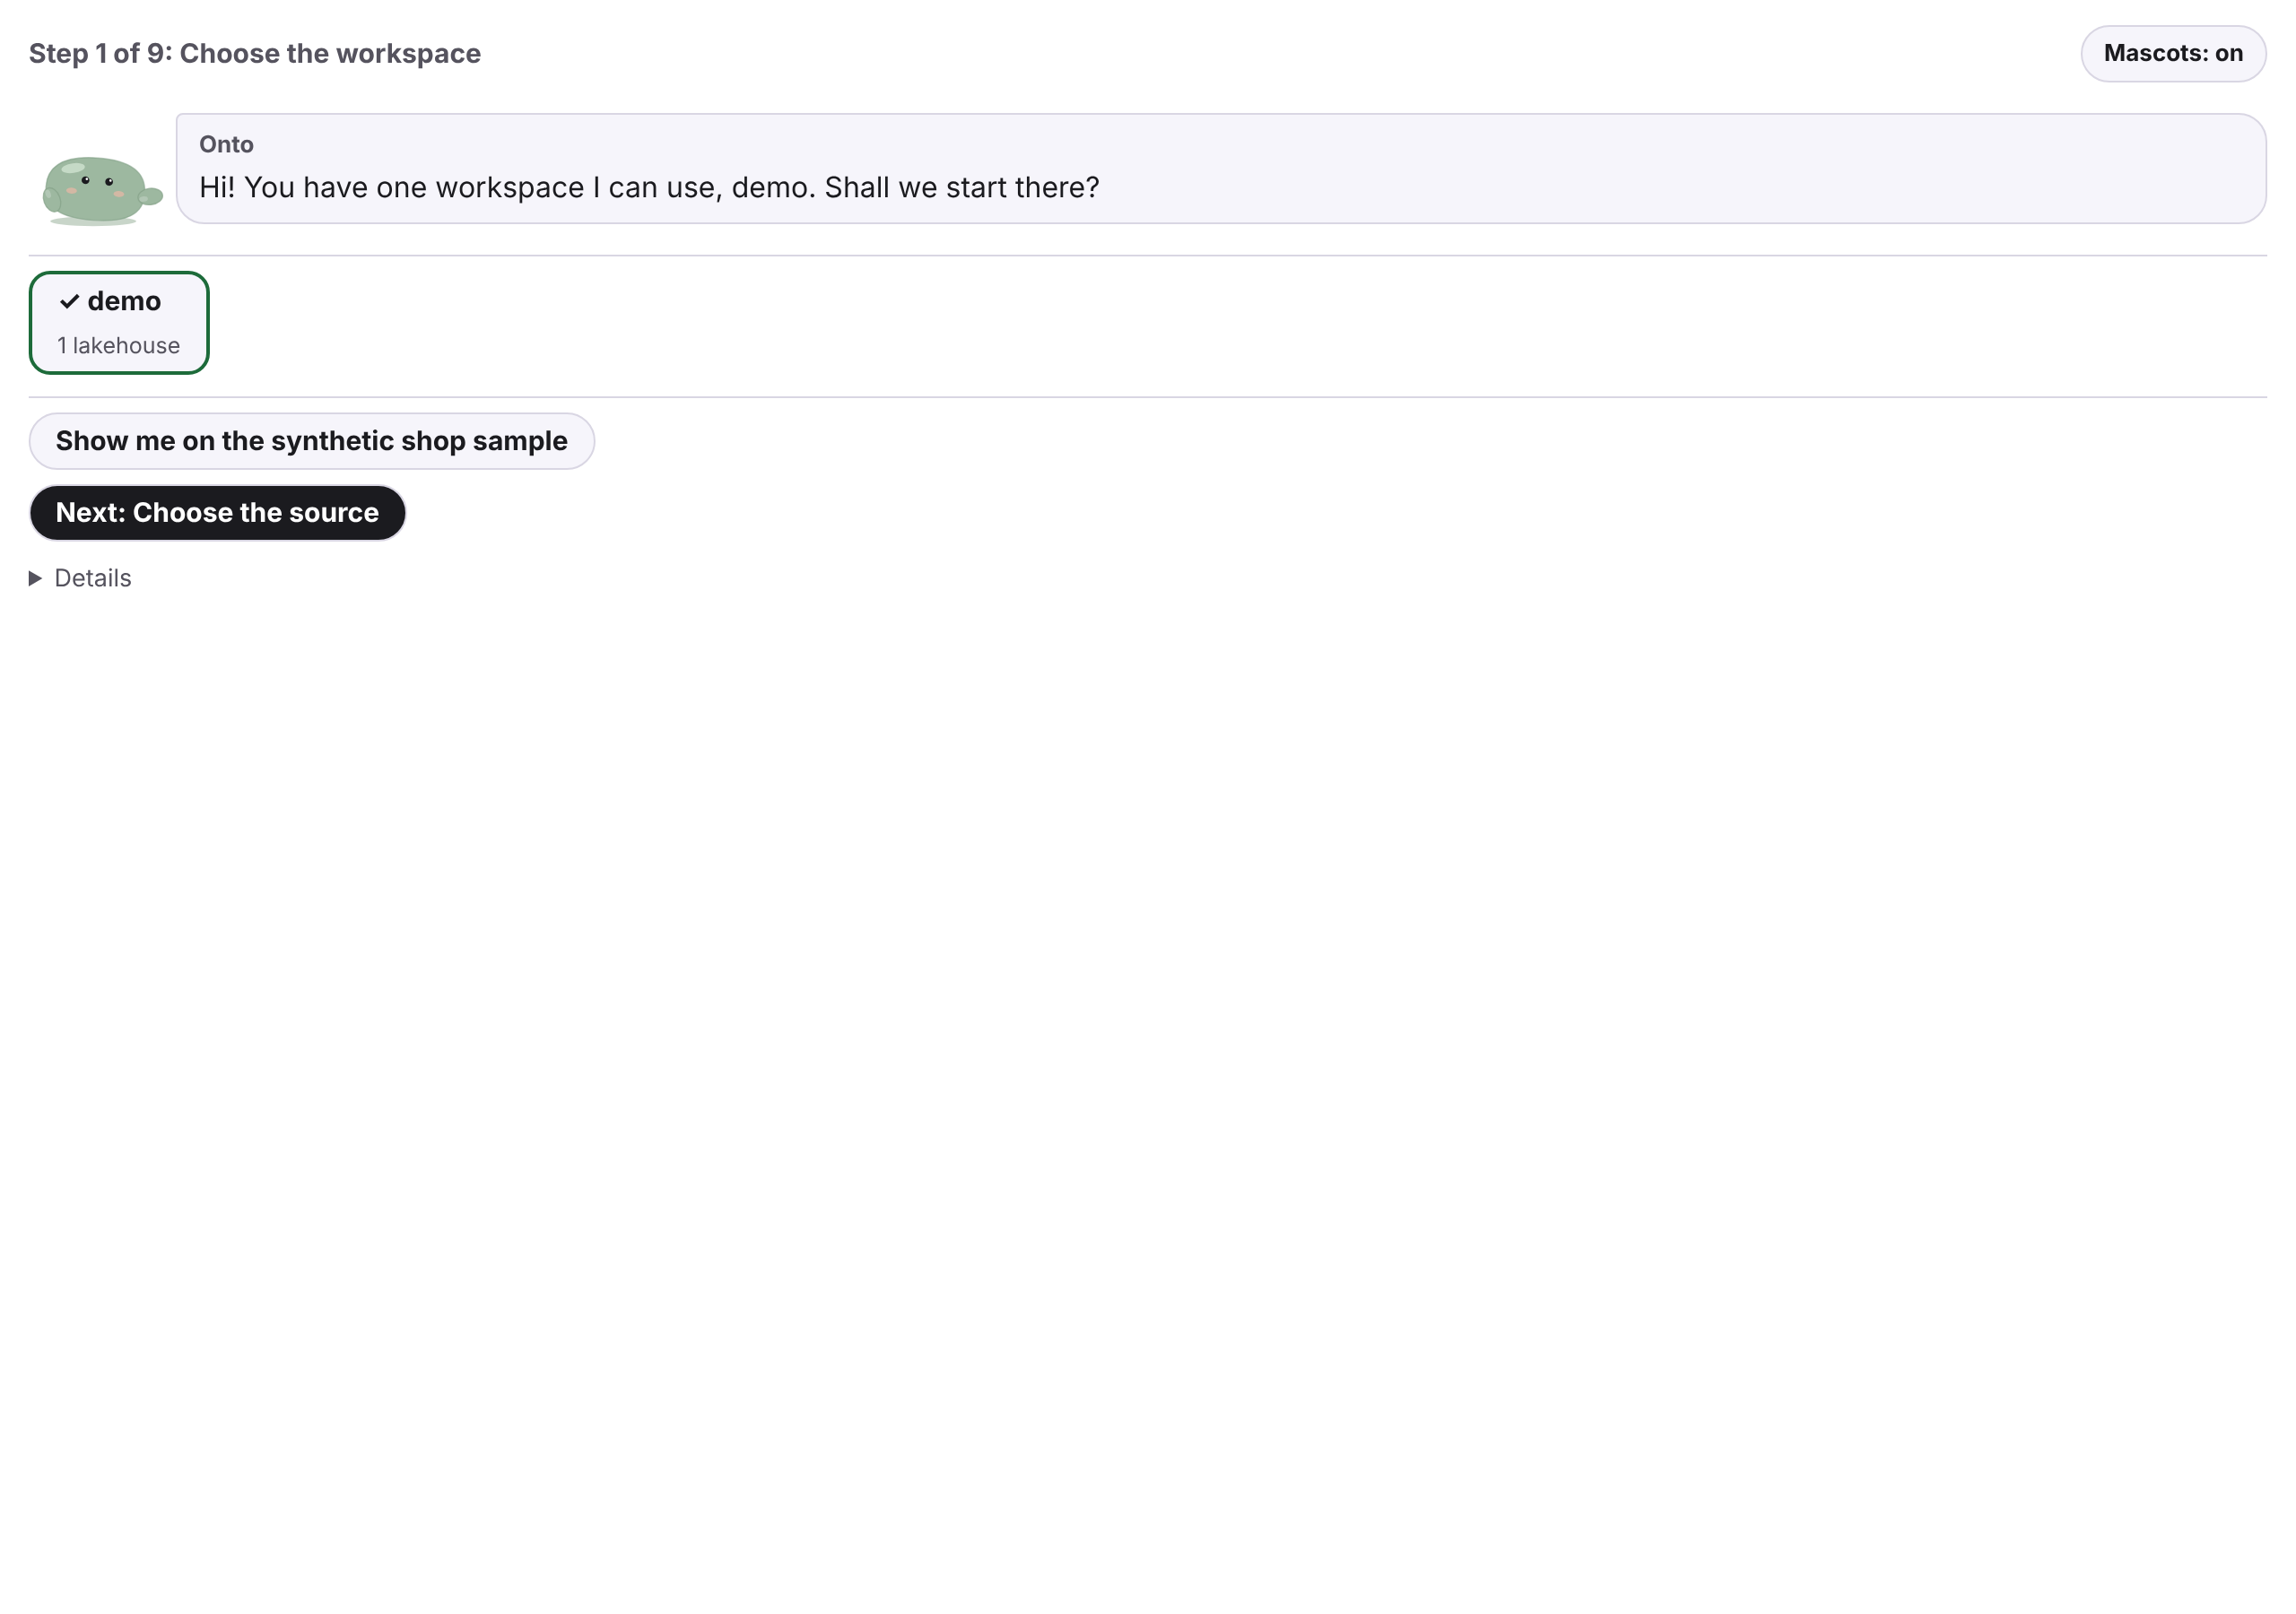 Step 1 of 9: Choose the workspace
Mascots: on
Onto
Hi! You have one workspace I can use, demo. Shall we start there?
✓ demo
1 lakehouse
Show me on the synthetic shop sample
Next: Choose the source
▶ Details